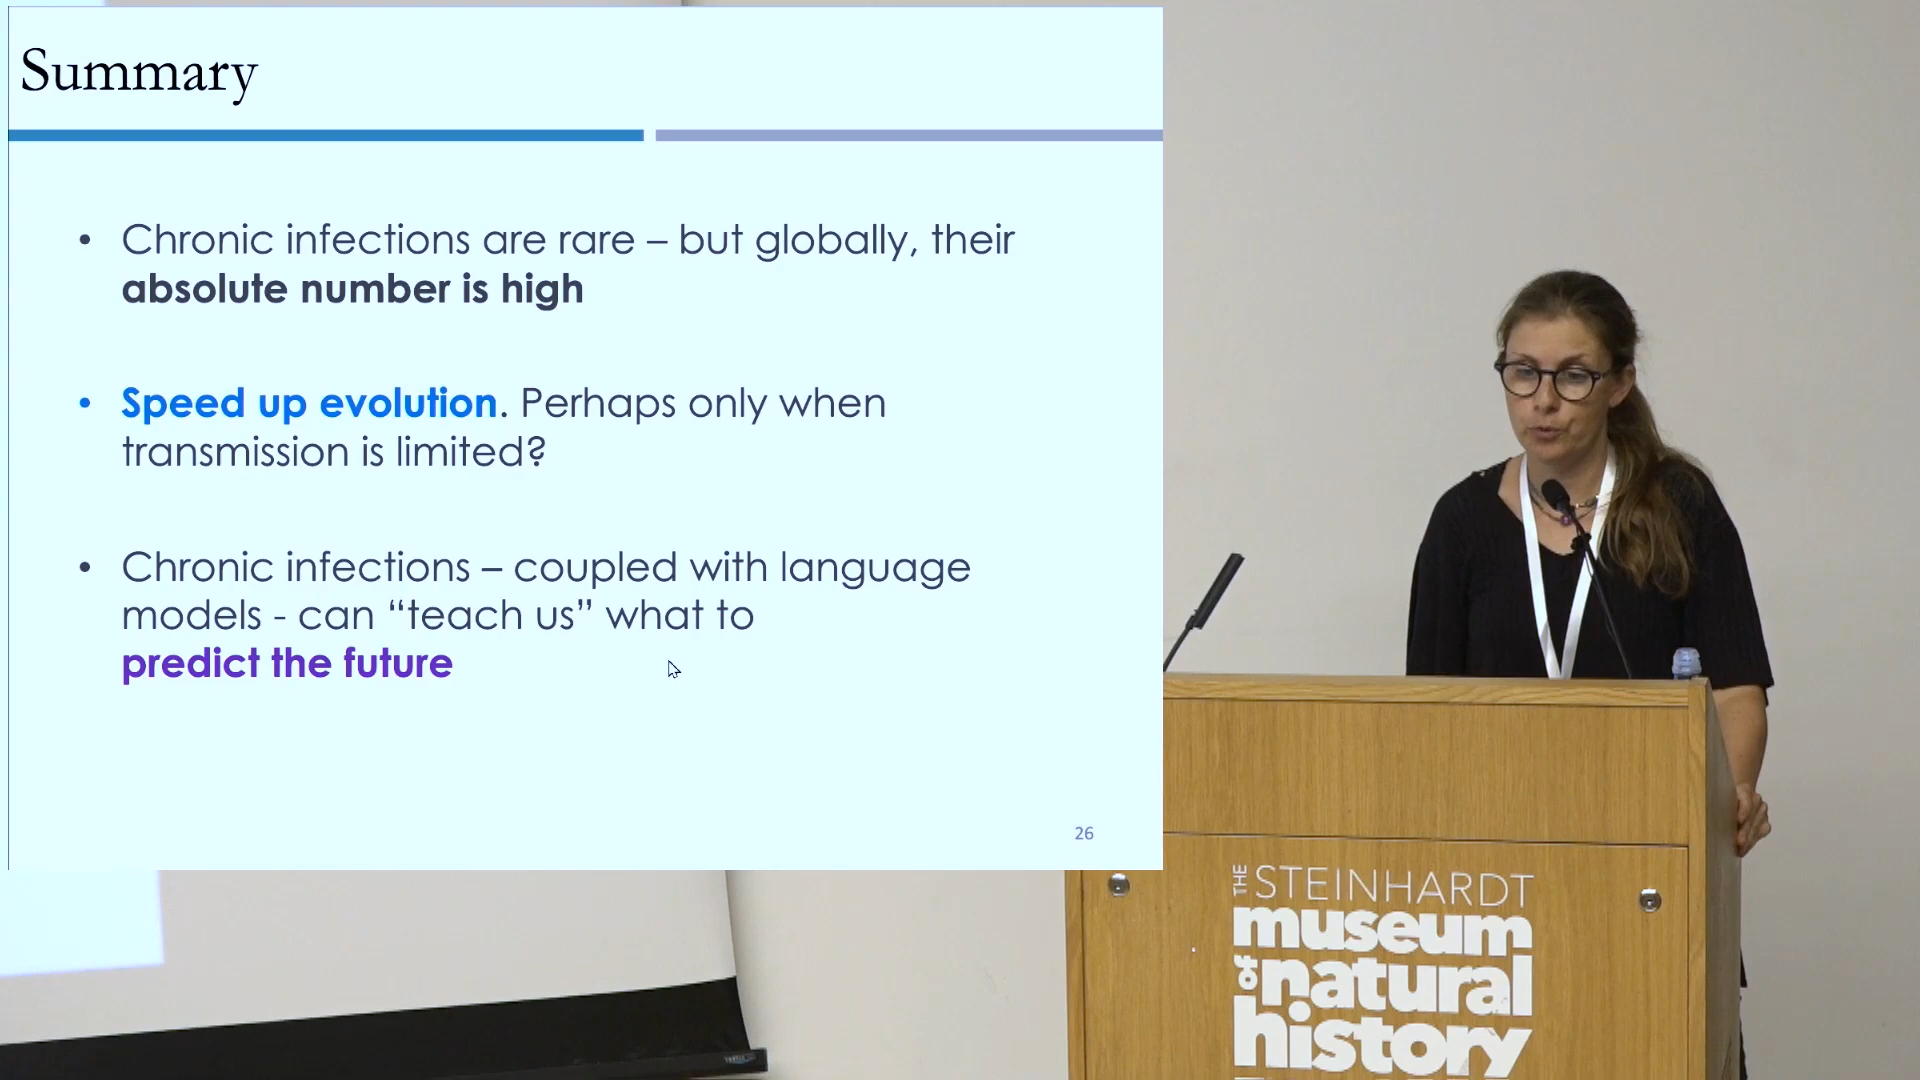 Summary
• Chronic infections are rare – but globally, their
absolute number is high
• Speed up evolution. Perhaps only when
transmission is limited?
• Chronic infections – coupled with language
models - can “teach us” what to
predict the future
26
THE STEINHARDT
museum
of natural
history